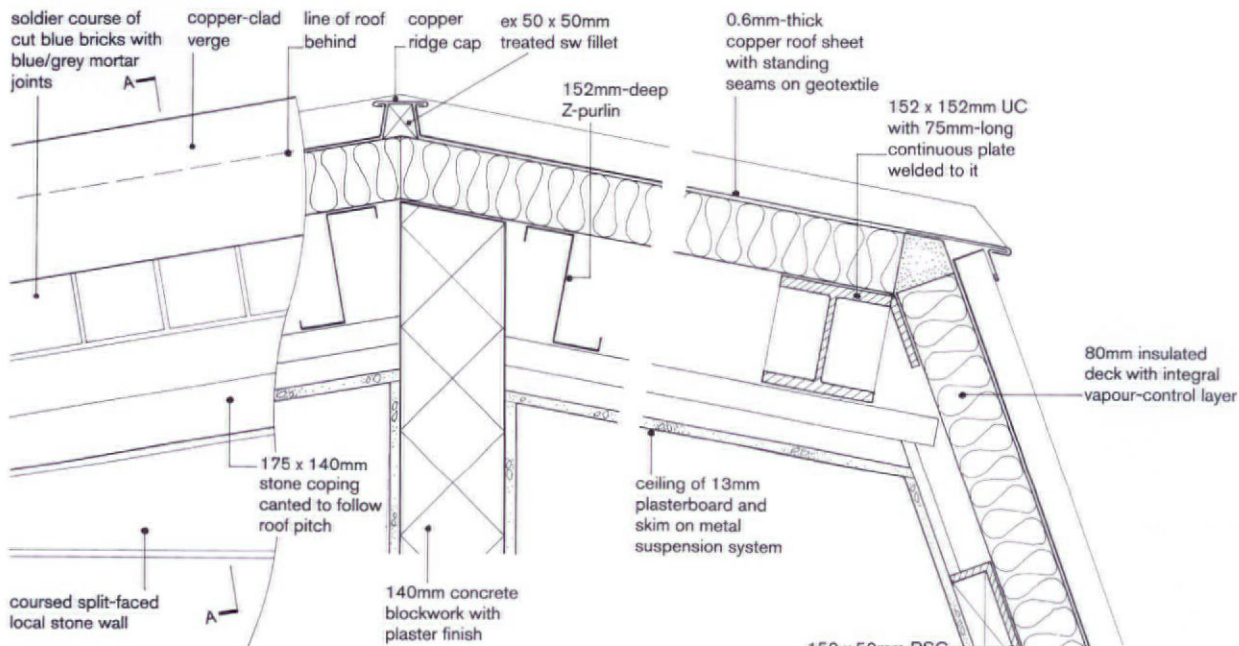 soldier course of
cut blue bricks with
blue/grey mortar
joints
A
copper-clad
verge
line of roof
behind
copper
ridge cap
ex 50 x 50mm
treated sw fillet
152mm-deep
Z-purlin
0.6mm-thick
copper roof sheet
with standing
seams on geotextile
152 x 152mm UC
with 75mm-long
continuous plate
welded to it
80mm insulated
deck with integral
vapour-control layer
175 x 140mm
stone coping
canted to follow
roof pitch
ceiling of 13mm
plasterboard and
skim on metal
suspension system
coursed split-faced
local stone wall
A
140mm concrete
blockwork with
plaster finish